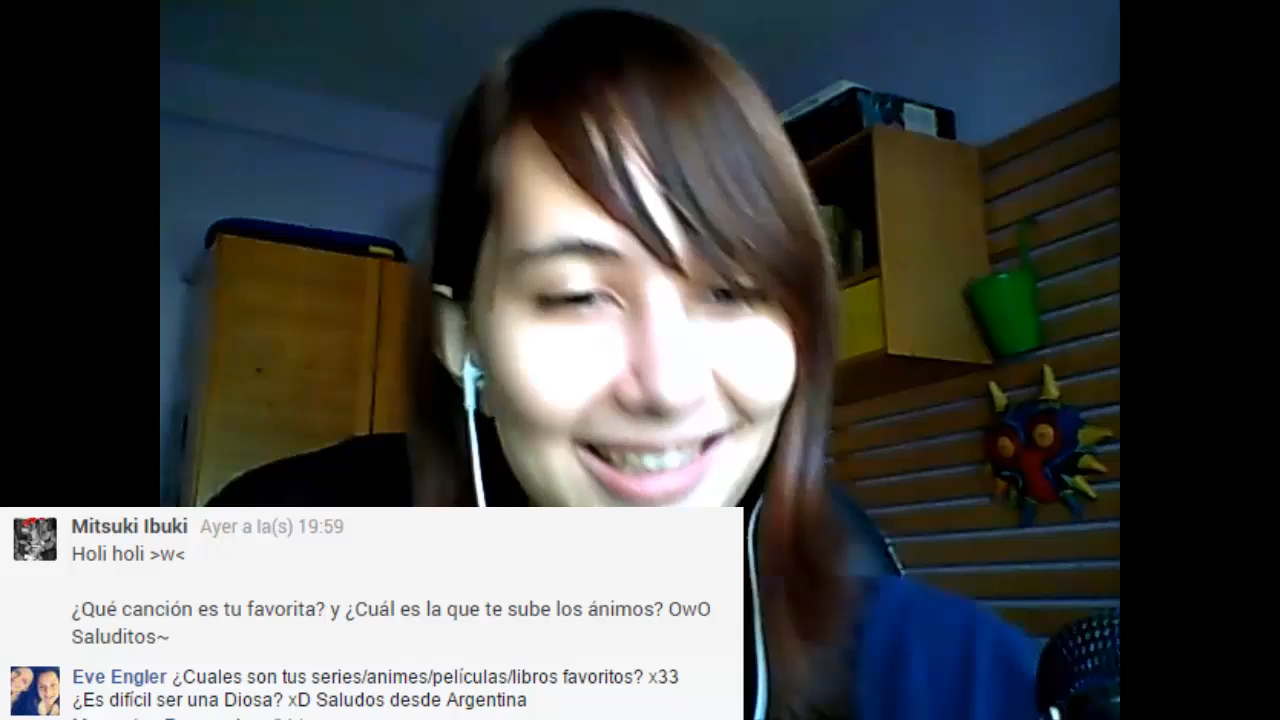 Mitsuki Ibuki Ayer a la(s) 19:59
Holi holi >w<
¿Qué canción es tu favorita? y ¿Cuál es la que te sube los ánimos? OwO
Saluditos~
Eve Engler ¿Cuales son tus series/animes/películas/libros favoritos? x33
¿Es difícil ser una Diosa? xD Saludos desde Argentina